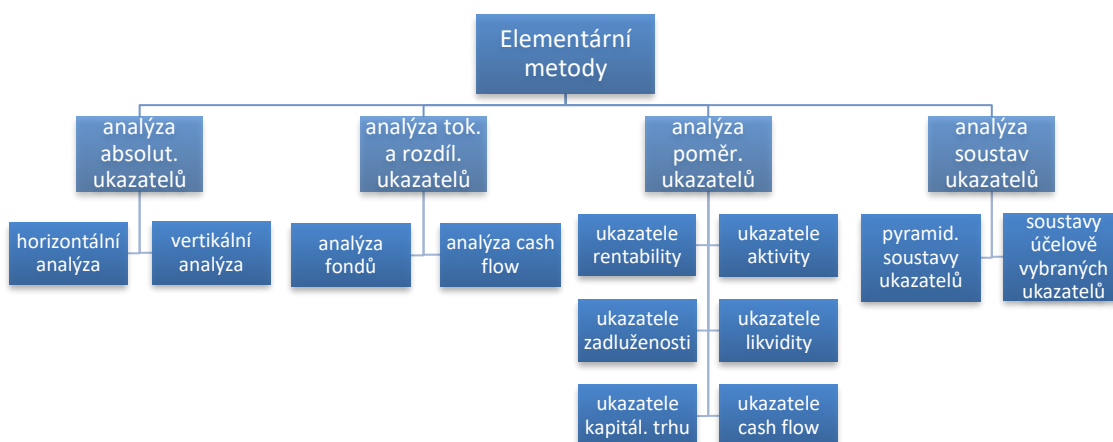 Elementární
metody
analýza
absolut.
ukazatelů
analýza tok.
a rozdíl.
ukazatelů
analýza
poměr.
ukazatelů
analýza
soustav
ukazatelů
horizontální
analýza
vertikální
analýza
analýza
fondů
analýza cash
flow
ukazatele
rentability
ukazatele
aktivity
ukazatele
zadluženosti
ukazatele
likvidity
ukazatele
kapitál. trhu
ukazatele
cash flow
pyramid.
soustavy
ukazatelů
soustavy
účelově
vybraných
ukazatelů